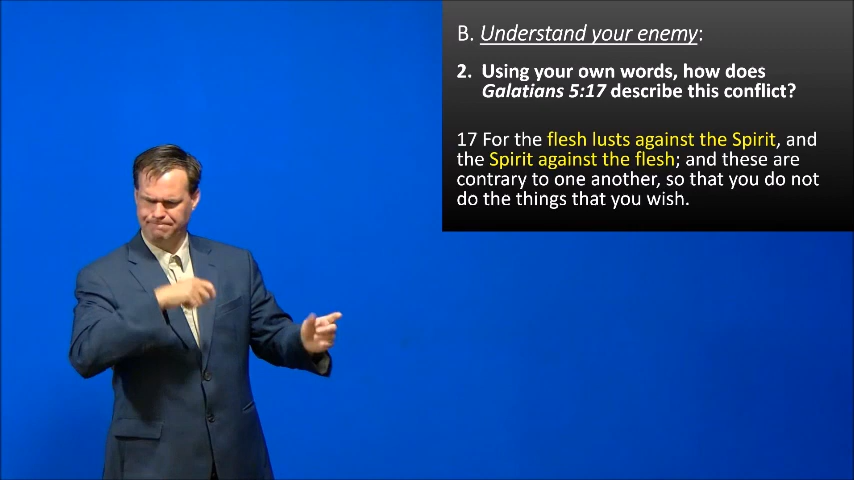 B. Understand your enemy:
2. Using your own words, how does
Galatians 5:17 describe this conflict?
17 For the flesh lusts against the Spirit, and
the Spirit against the flesh; and these are
contrary to one another, so that you do not
do the things that you wish.